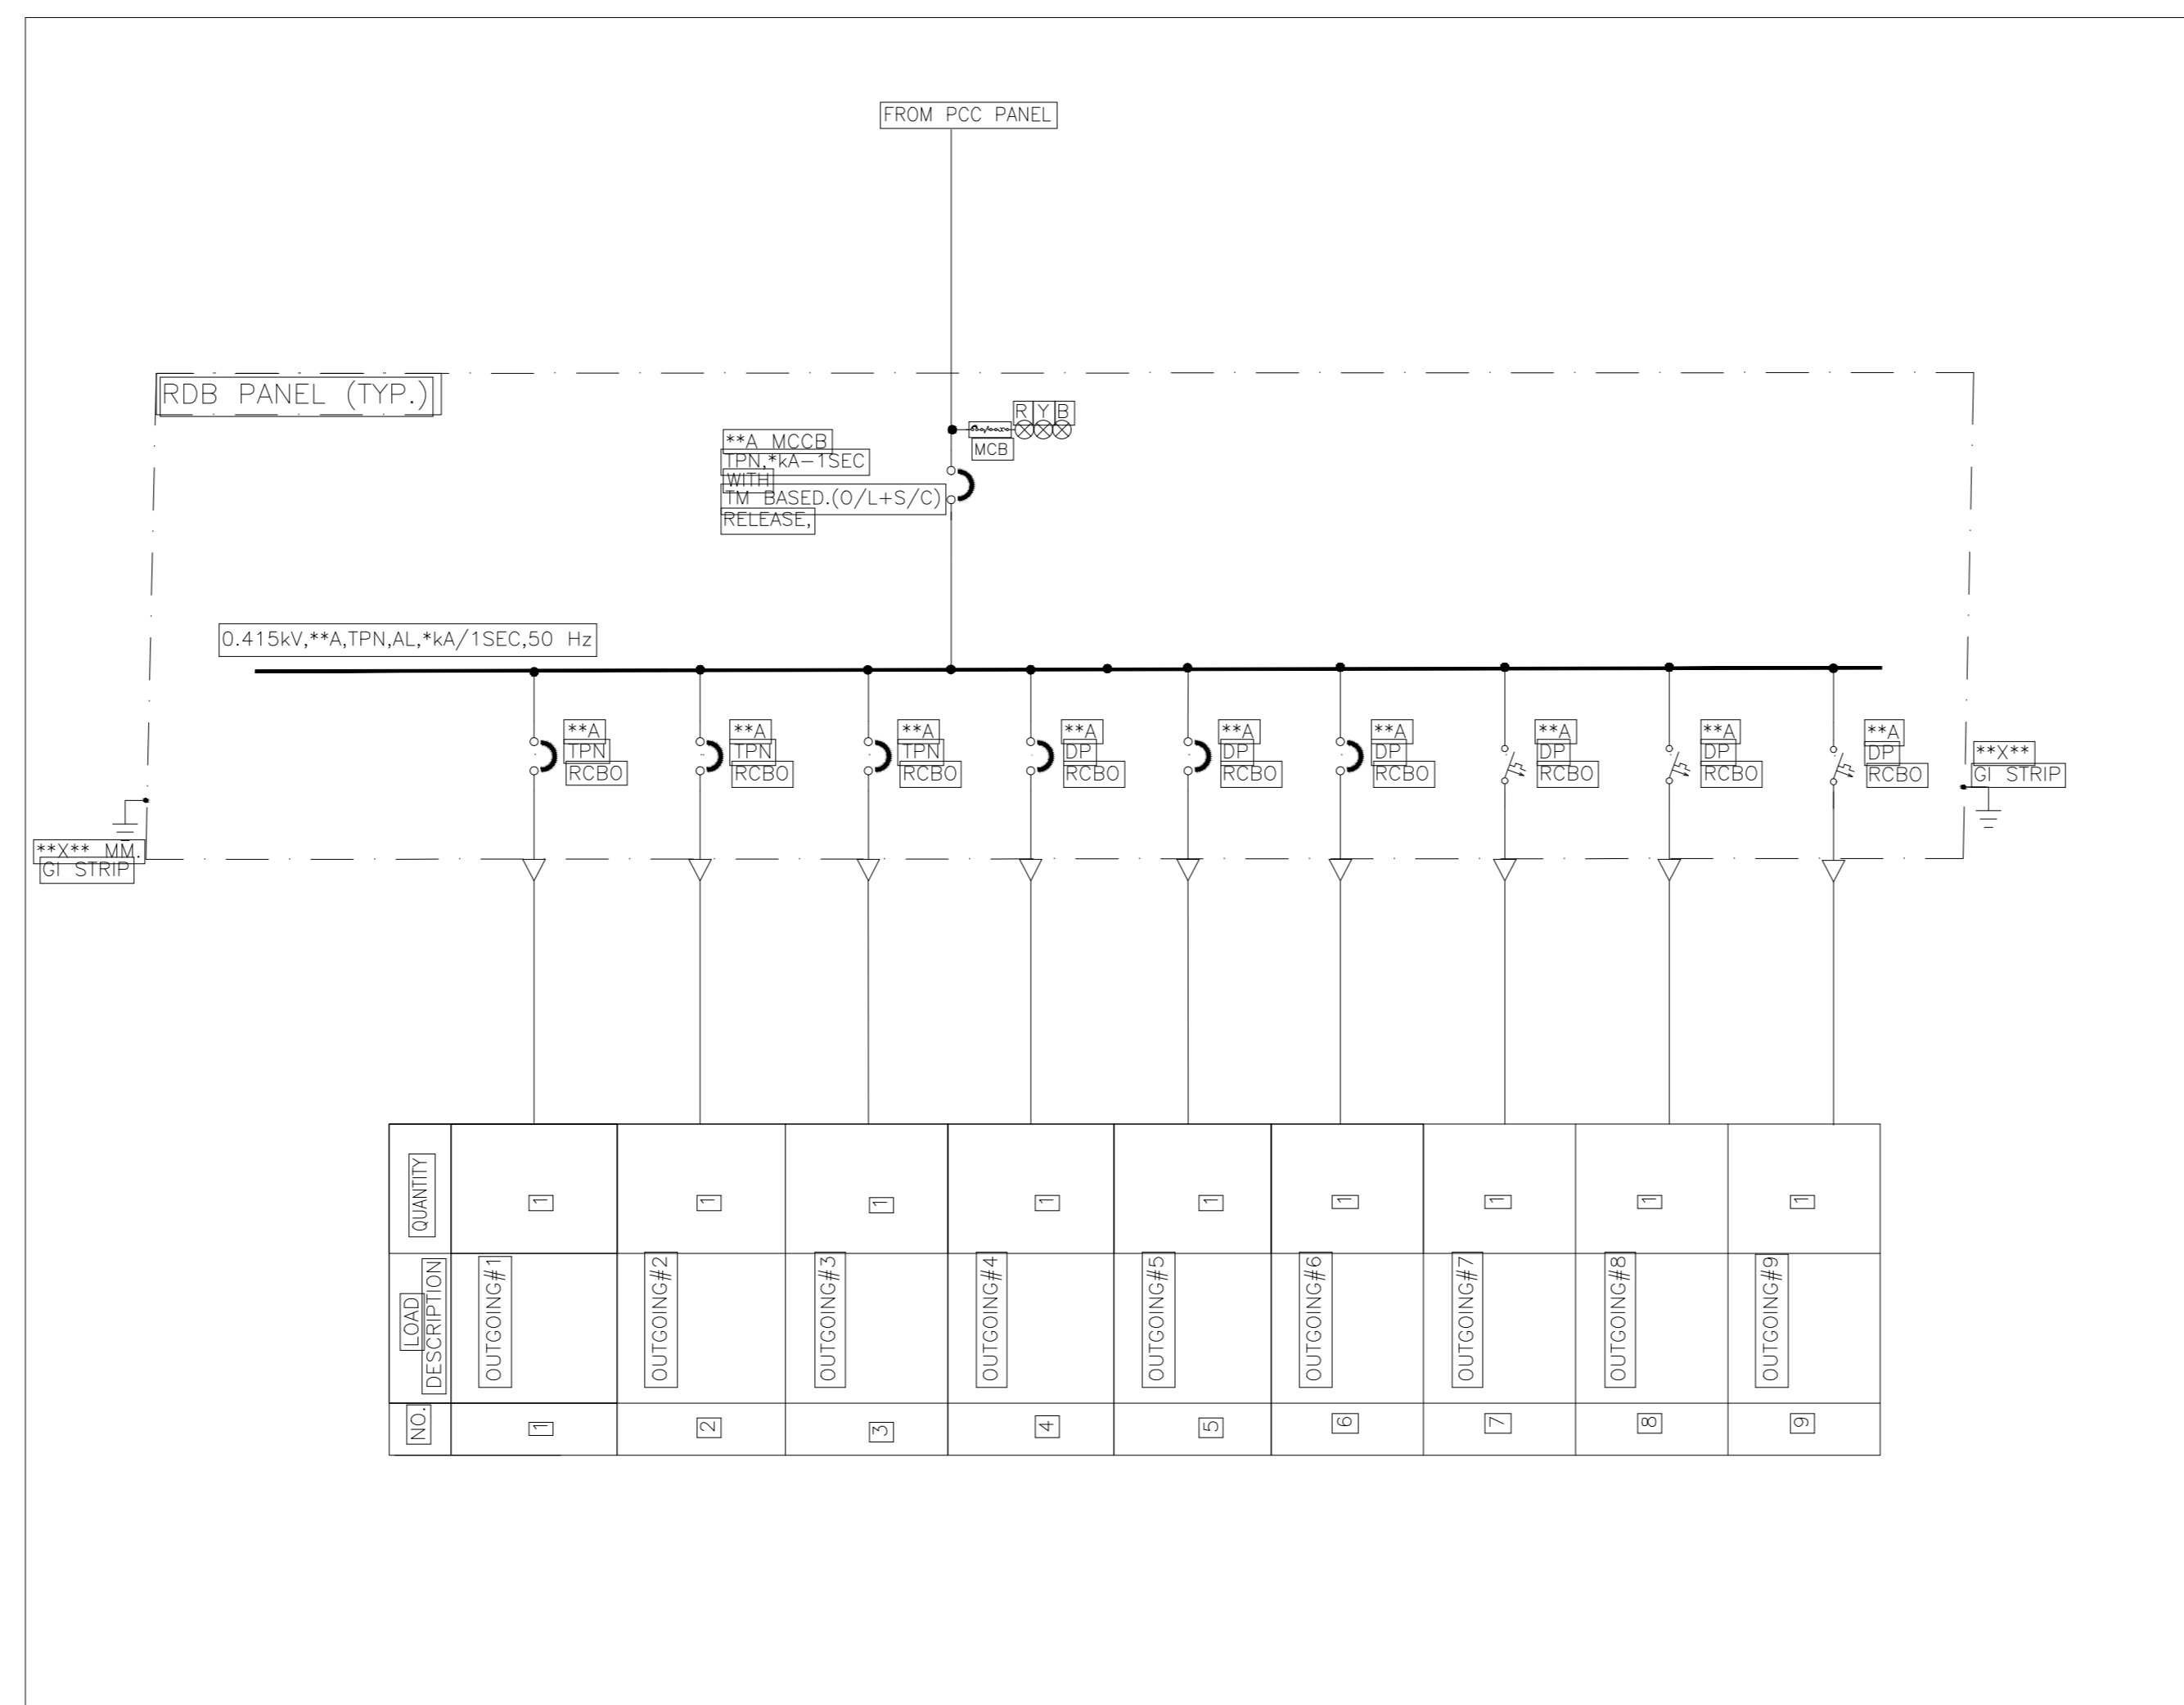 FROM PCC PANEL
RDB PANEL (TYP.)
R Y B
MCB
**A MCCB
TPN,*kA-1SEC
WITH
TM BASED.(O/L+S/C)
RELEASE,
0.415kV,**A,TPN,AL,*kA/1SEC,50 Hz
**A
TPN
RCBO
**A
TPN
RCBO
**A
TPN
RCBO
**A
DP
RCBO
**A
DP
RCBO
**A
DP
RCBO
**A
DP
RCBO
**A
DP
RCBO
**A
DP
RCBO
**X**
GI STRIP
**X** MM.
GI STRIP
QUANTITY
1
1
1
1
1
1
1
1
1
LOAD
DESCRIPTION
OUTGOING#1
OUTGOING#2
OUTGOING#3
OUTGOING#4
OUTGOING#5
OUTGOING#6
OUTGOING#7
OUTGOING#8
OUTGOING#9
NO.
1
2
3
4
5
6
7
8
9